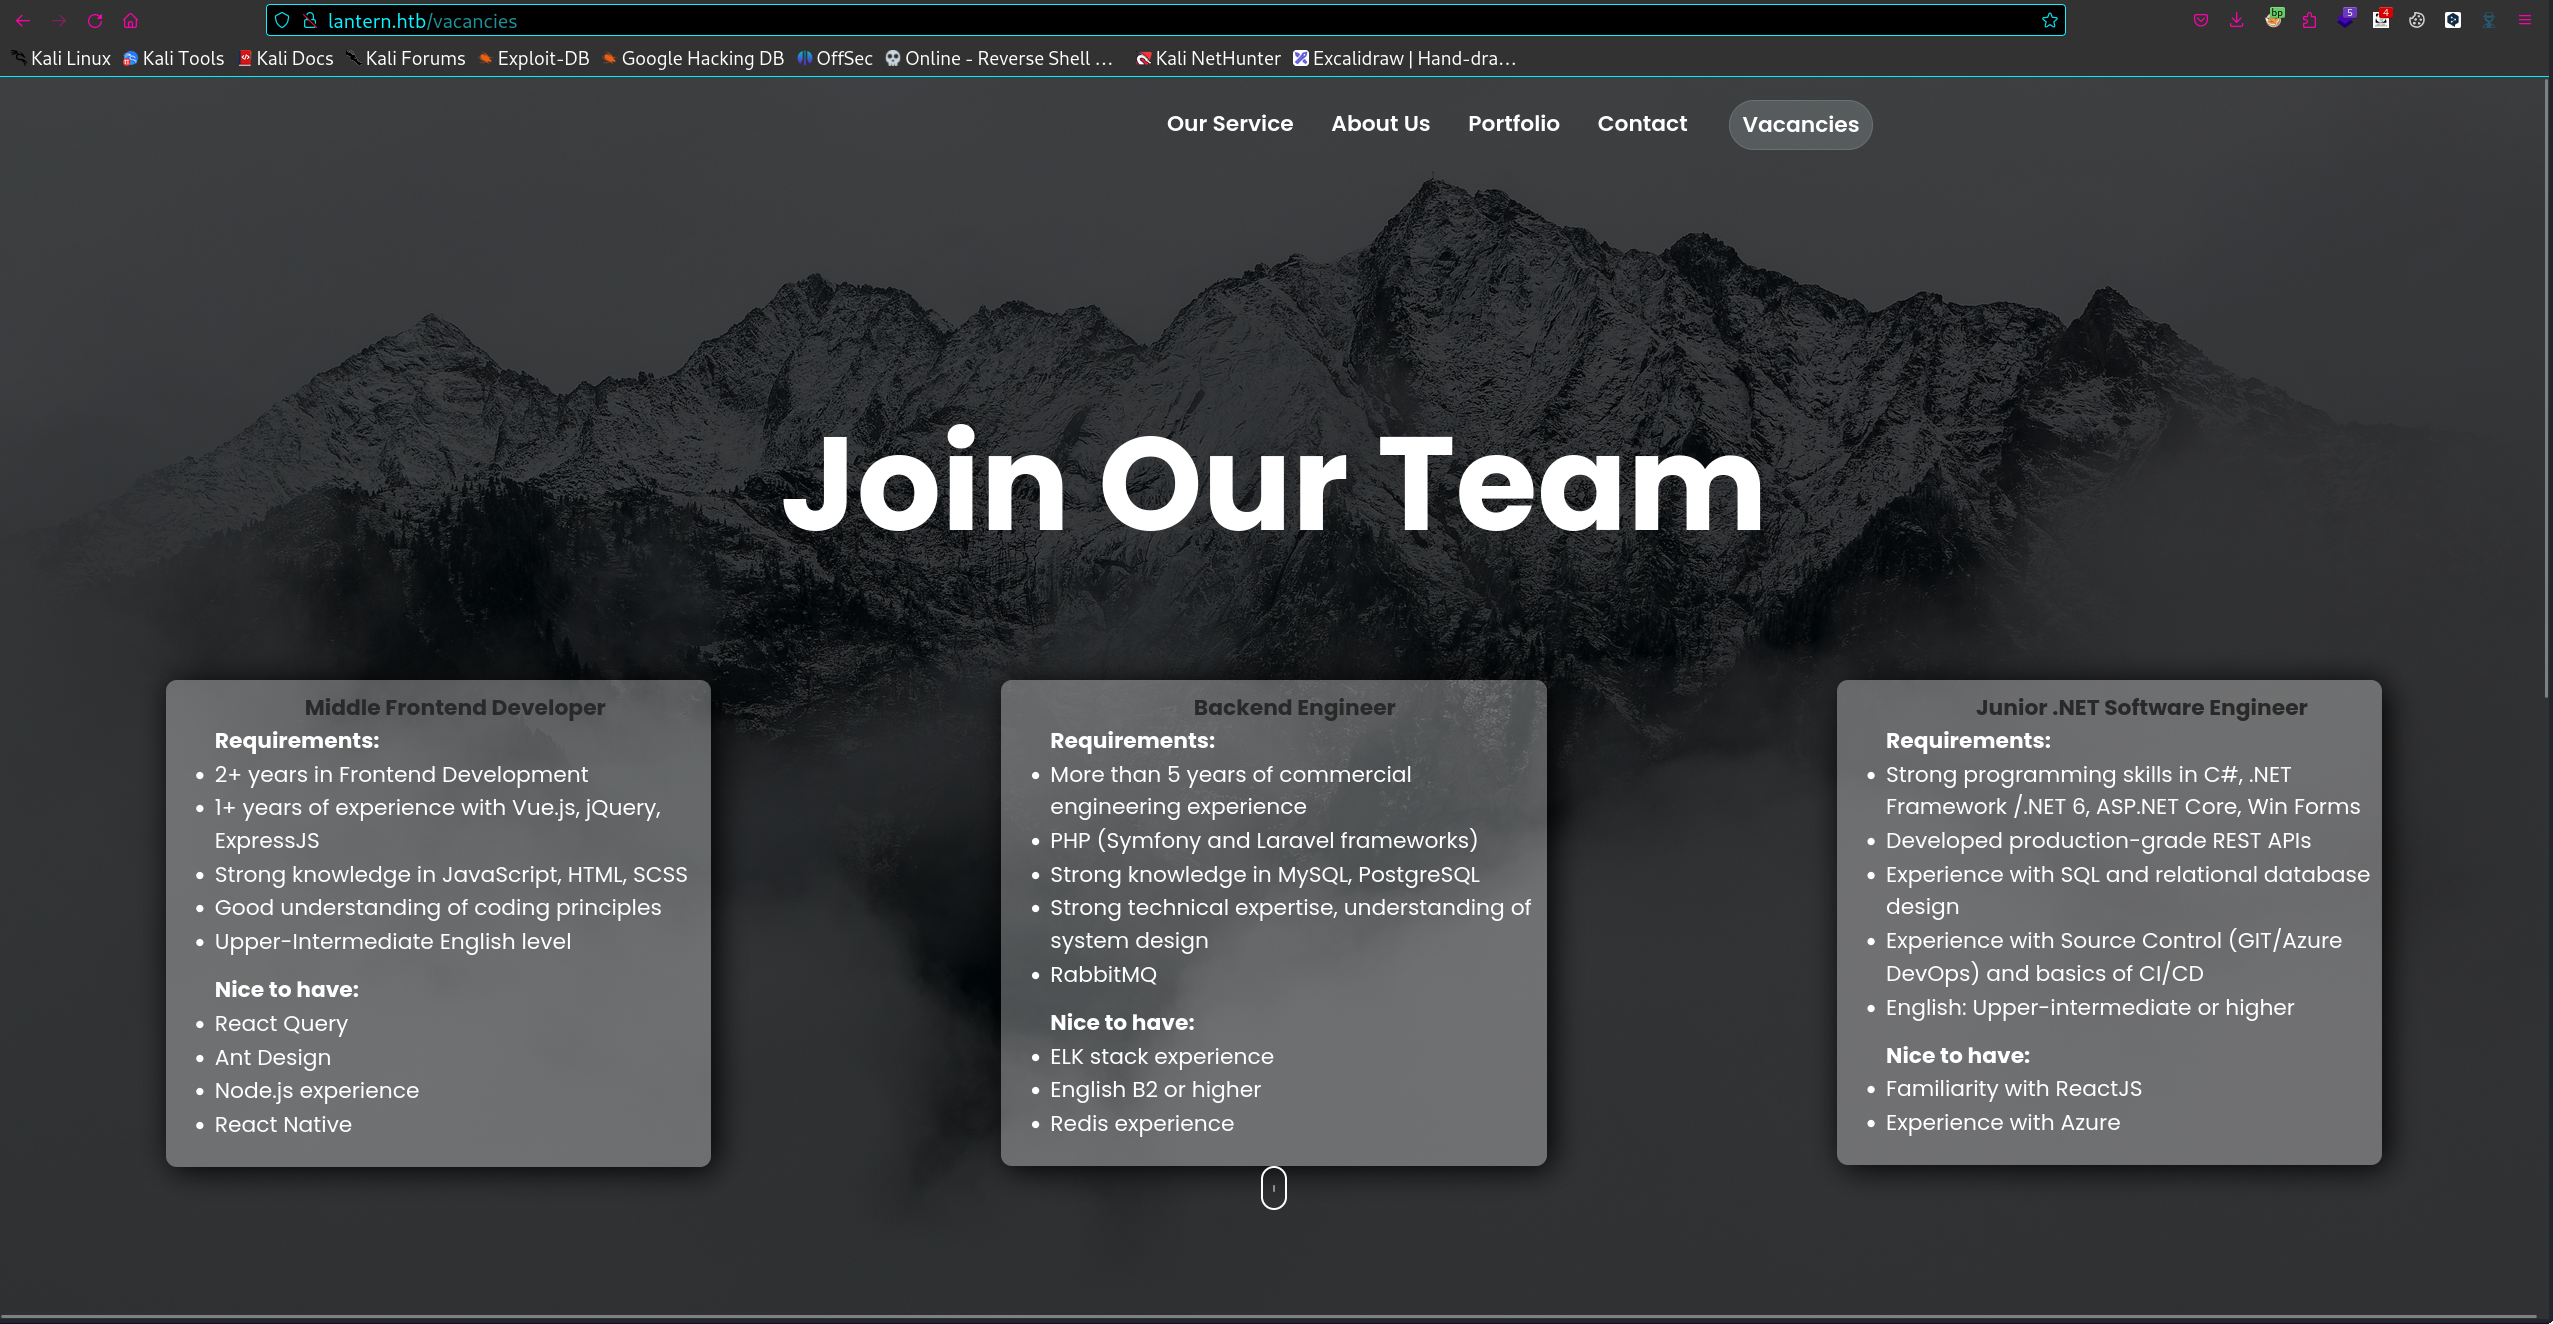 lantern.htb/vacancies
bp
5
4
Kali Linux Kali Tools Kali Docs Kali Forums Exploit-DB Google Hacking DB OffSec Online - Reverse Shell … Kali NetHunter Excalidraw | Hand-dra…
Our Service About Us Portfolio Contact Vacancies
Join Our Team
Middle Frontend Developer
Requirements:
2+ years in Frontend Development
1+ years of experience with Vue.js, jQuery,
ExpressJS
Strong knowledge in JavaScript, HTML, SCSS
Good understanding of coding principles
Upper-Intermediate English level
Nice to have:
React Query
Ant Design
Node.js experience
React Native
Backend Engineer
Requirements:
More than 5 years of commercial
engineering experience
PHP (Symfony and Laravel frameworks)
Strong knowledge in MySQL, PostgreSQL
Strong technical expertise, understanding of
system design
RabbitMQ
Nice to have:
ELK stack experience
English B2 or higher
Redis experience
Junior .NET Software Engineer
Requirements:
Strong programming skills in C#, .NET
Framework /.NET 6, ASP.NET Core, Win Forms
Developed production-grade REST APIs
Experience with SQL and relational database
design
Experience with Source Control (GIT/Azure
DevOps) and basics of CI/CD
English: Upper-intermediate or higher
Nice to have:
Familiarity with ReactJS
Experience with Azure